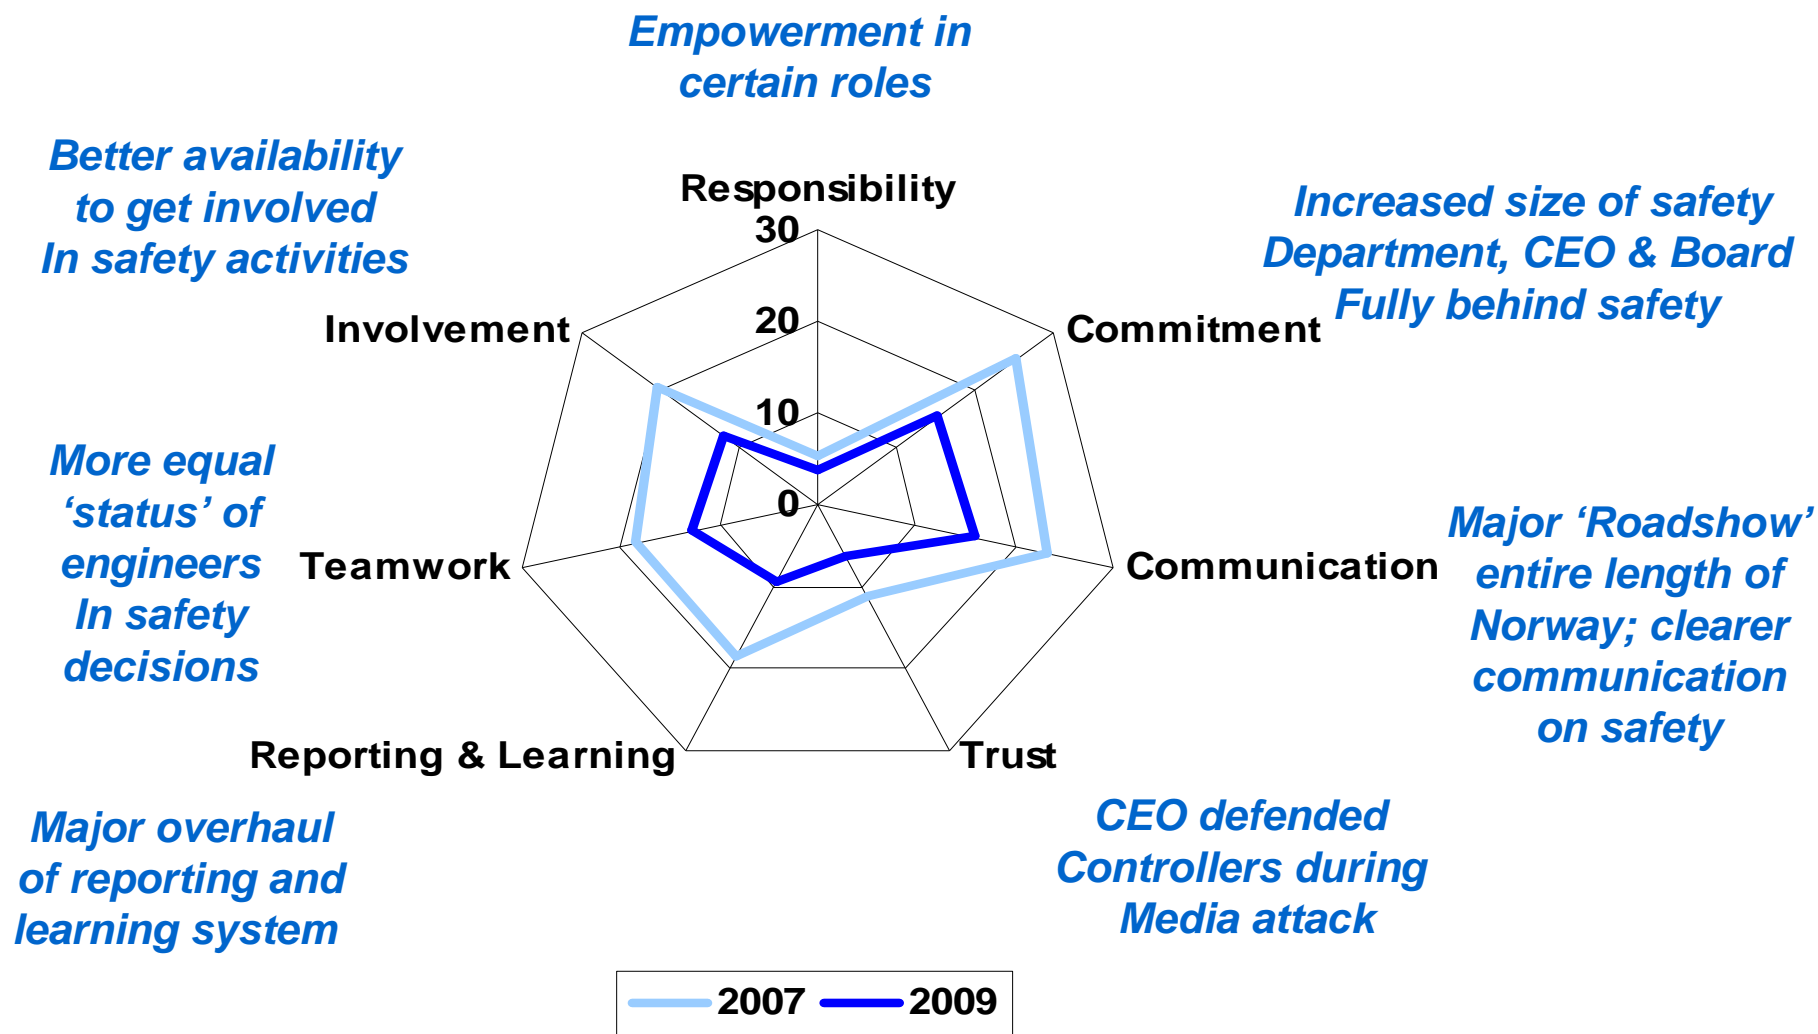 Empowerment in
certain roles
Better availability
to get involved
In safety activities
Responsibility
Increased size of safety
Department, CEO & Board
Fully behind safety
30
20
10
0
Involvement
Commitment
More equal
‘status’ of
engineers
In safety
decisions
Teamwork
Communication
Major ‘Roadshow’
entire length of
Norway; clearer
communication
on safety
Reporting & Learning
Trust
Major overhaul
of reporting and
learning system
CEO defended
Controllers during
Media attack
2007 2009